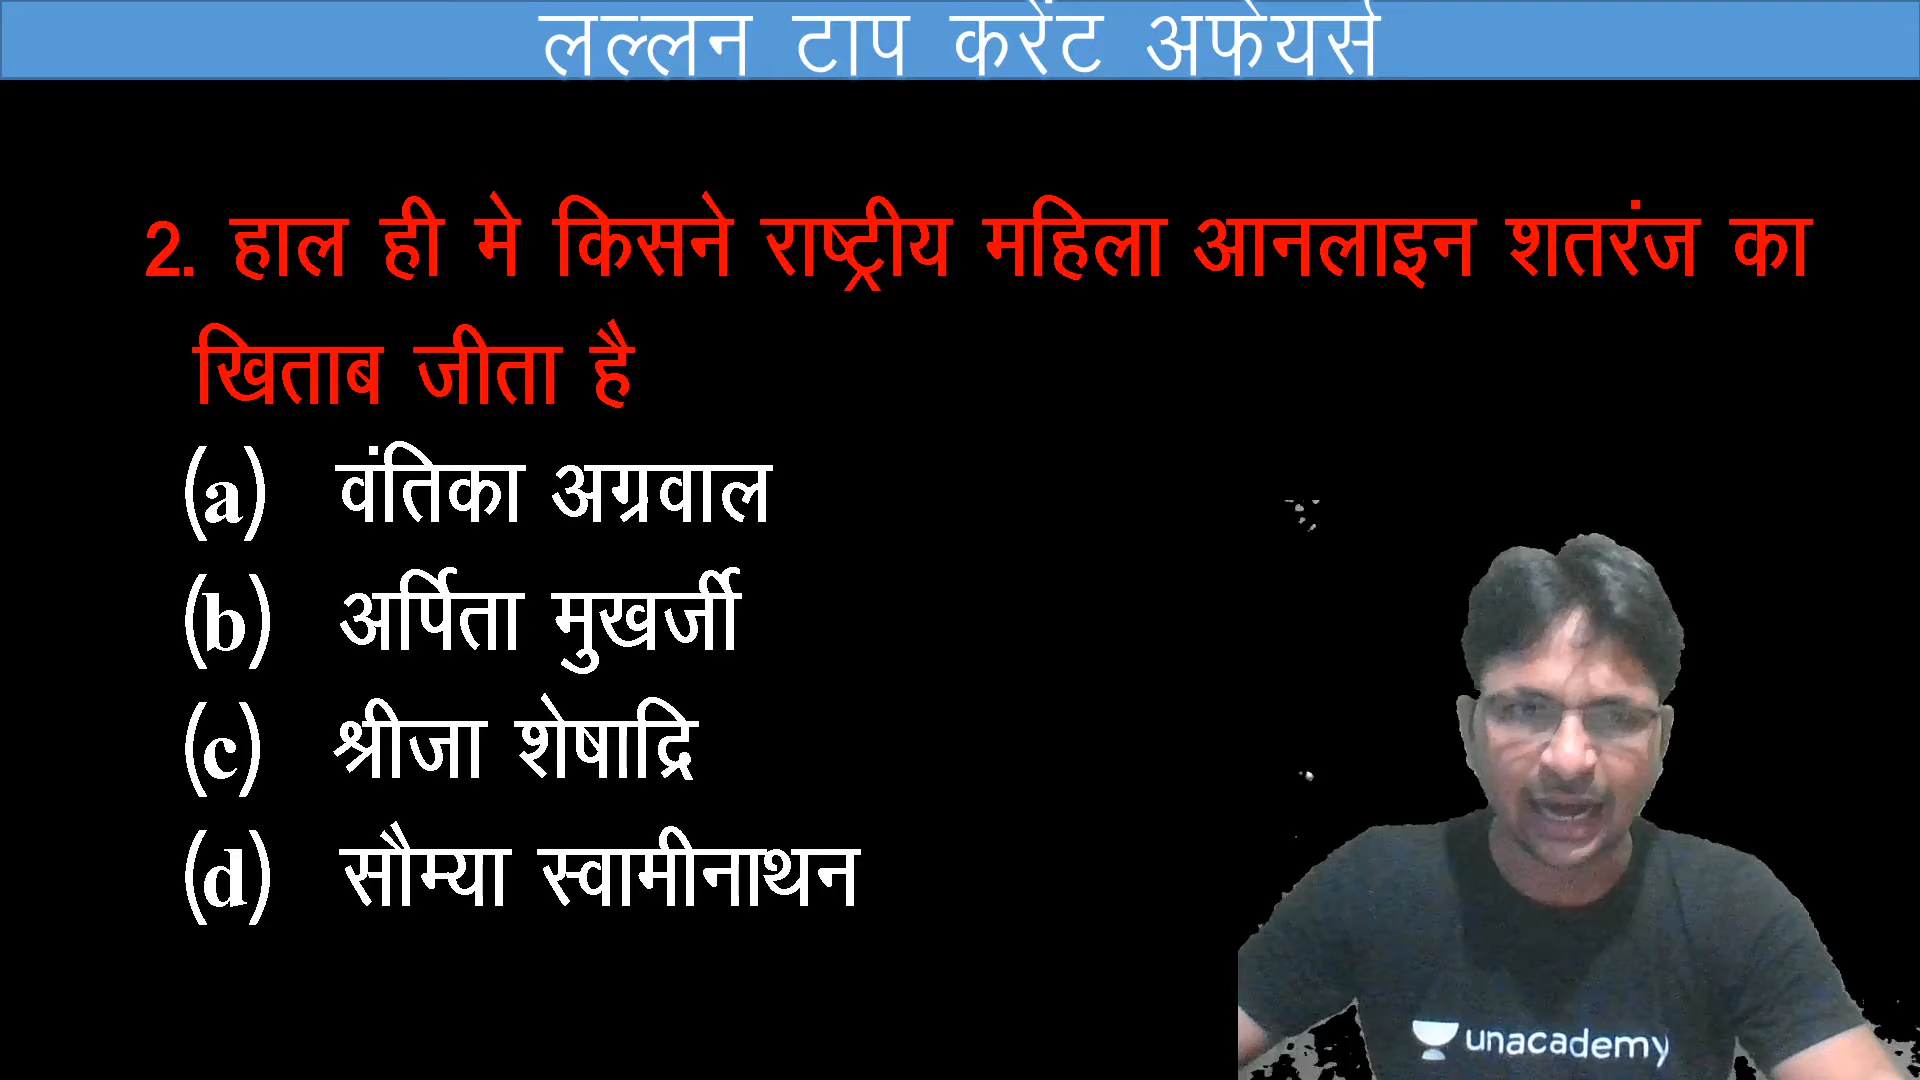 लल्लन टाप करेंट अफेयर्स
2. हाल ही मे किसने राष्ट्रीय महिला आनलाइन शतरंज का
खिताब जीता है
(a) वंतिका अग्रवाल
(b) अर्पिता मुखर्जी
(c) श्रीजा शेषाद्रि
(d) सौम्या स्वामीनाथन
unacademy